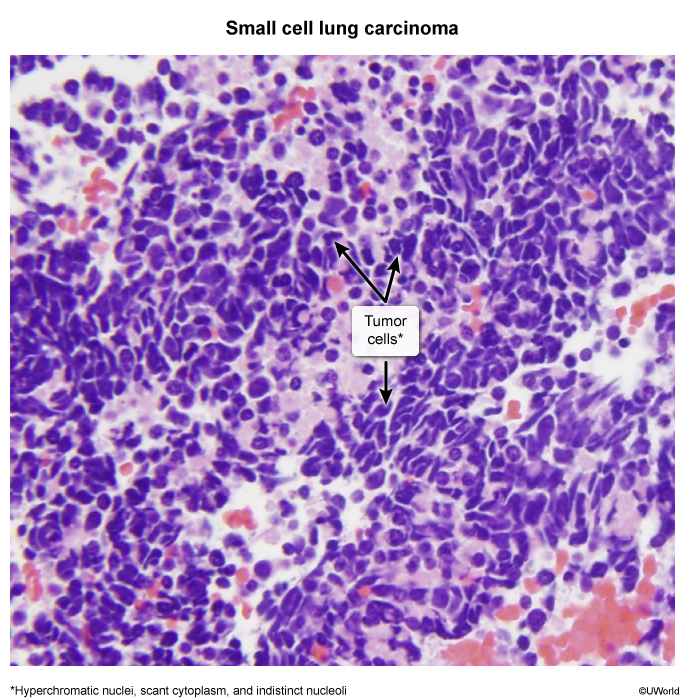 Small cell lung carcinoma
Tumor
cells*
*Hyperchromatic nuclei, scant cytoplasm, and indistinct nucleoli
©UWorld